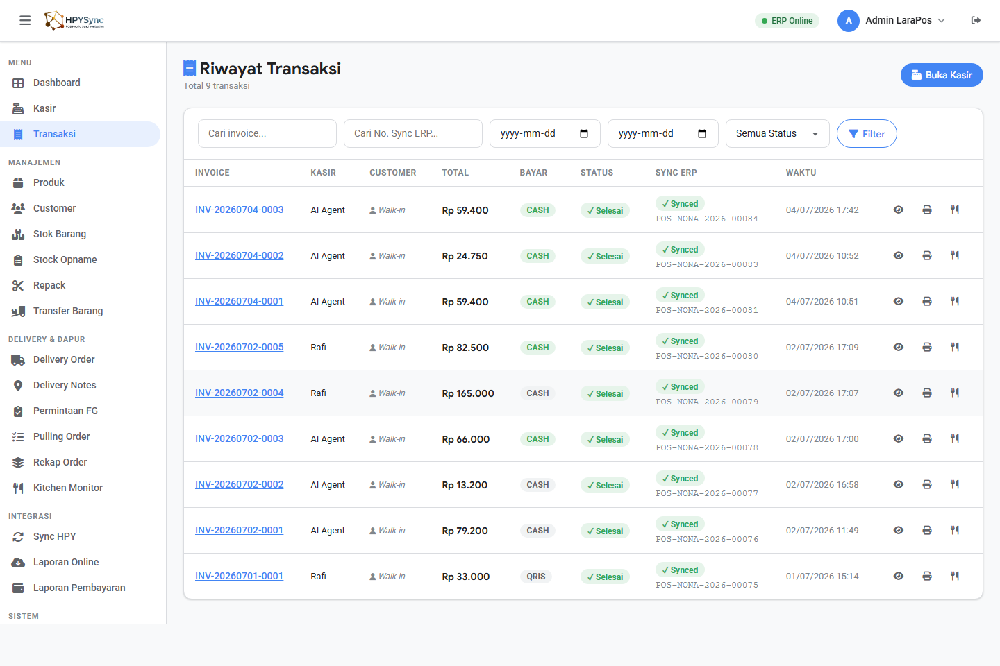 HPYSync
POS Hybrid Synchronization
ERP Online
A
Admin LaraPos
MENU
Dashboard
Kasir
Transaksi
MANAJEMEN
Produk
Customer
Stok Barang
Stock Opname
Repack
Transfer Barang
DELIVERY & DAPUR
Delivery Order
Delivery Notes
Permintaan FG
Pulling Order
Rekap Order
Kitchen Monitor
INTEGRASI
Sync HPY
Laporan Online
Laporan Pembayaran
SISTEM
Riwayat Transaksi
Total 9 transaksi
Buka Kasir
Cari invoice... Cari No. Sync ERP... yyyy-mm-dd yyyy-mm-dd Semua Status Filter
INVOICE KASIR CUSTOMER TOTAL BAYAR STATUS SYNC ERP WAKTU
INV-20260704-0003 AI Agent Walk-in Rp 59.400 CASH ✓ Selesai ✓ Synced 04/07/2026 17:42
POS-NONA-2026-00084
INV-20260704-0002 AI Agent Walk-in Rp 24.750 CASH ✓ Selesai ✓ Synced 04/07/2026 10:52
POS-NONA-2026-00083
INV-20260704-0001 AI Agent Walk-in Rp 59.400 CASH ✓ Selesai ✓ Synced 04/07/2026 10:51
POS-NONA-2026-00081
INV-20260702-0005 Rafi Walk-in Rp 82.500 CASH ✓ Selesai ✓ Synced 02/07/2026 17:09
POS-NONA-2026-00080
INV-20260702-0004 Rafi Walk-in Rp 165.000 CASH ✓ Selesai ✓ Synced 02/07/2026 17:07
POS-NONA-2026-00079
INV-20260702-0003 AI Agent Walk-in Rp 66.000 CASH ✓ Selesai ✓ Synced 02/07/2026 17:00
POS-NONA-2026-00078
INV-20260702-0002 AI Agent Walk-in Rp 13.200 CASH ✓ Selesai ✓ Synced 02/07/2026 16:58
POS-NONA-2026-00077
INV-20260702-0001 AI Agent Walk-in Rp 79.200 CASH ✓ Selesai ✓ Synced 02/07/2026 11:49
POS-NONA-2026-00076
INV-20260701-0001 Rafi Walk-in Rp 33.000 QRIS ✓ Selesai ✓ Synced 01/07/2026 15:14
POS-NONA-2026-00075